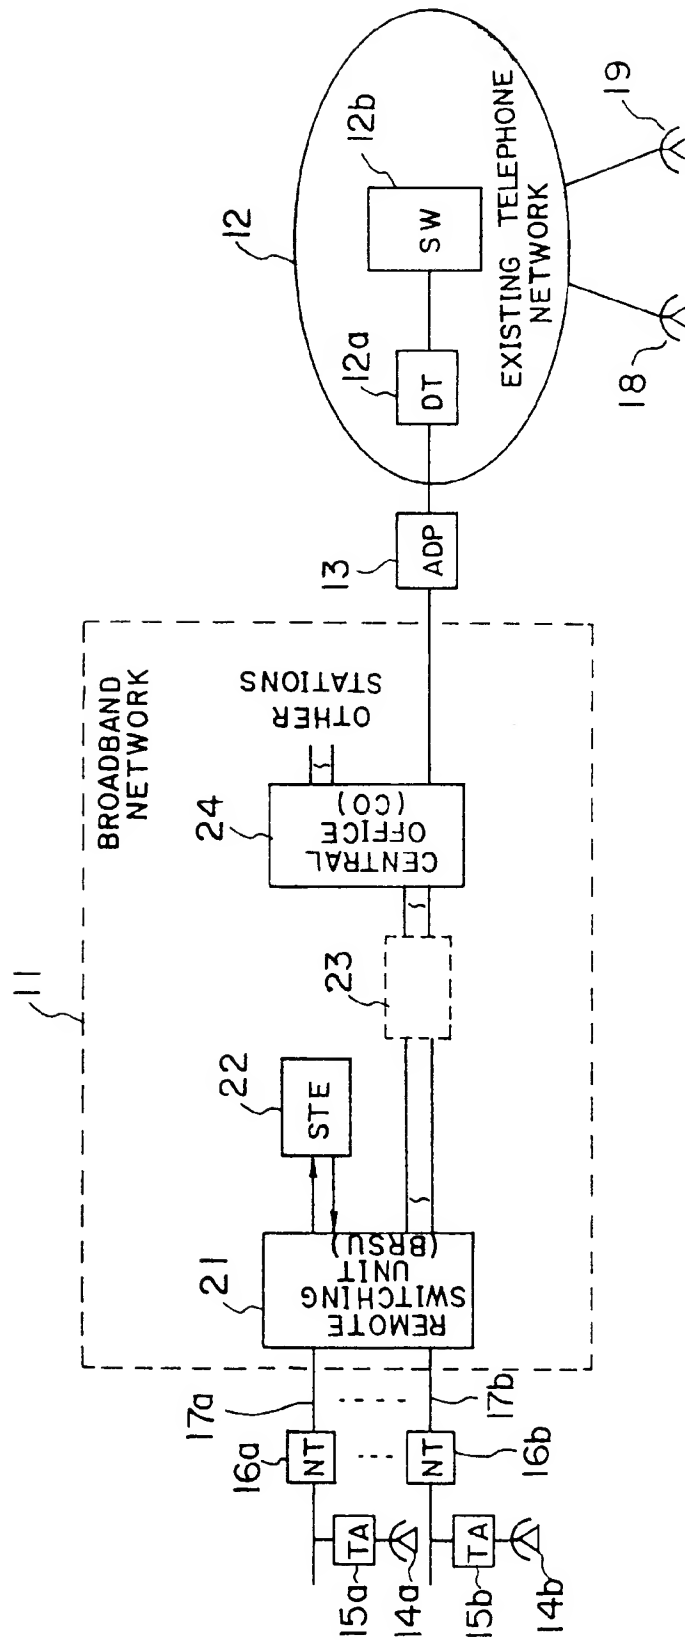 11
BROADBAND
NETWORK
17a
16a
NT
15a
TA
14a
17b
16b
NT
15b
TA
14b
21
REMOTE
SWITCHING
UNIT
(BRSU)
22
STE
23
24
CENTRAL
OFFICE
(CO)
OTHER
STATIONS
13
ADP
12
12a
DT
12b
SW
EXISTING TELEPHONE
NETWORK
18
19